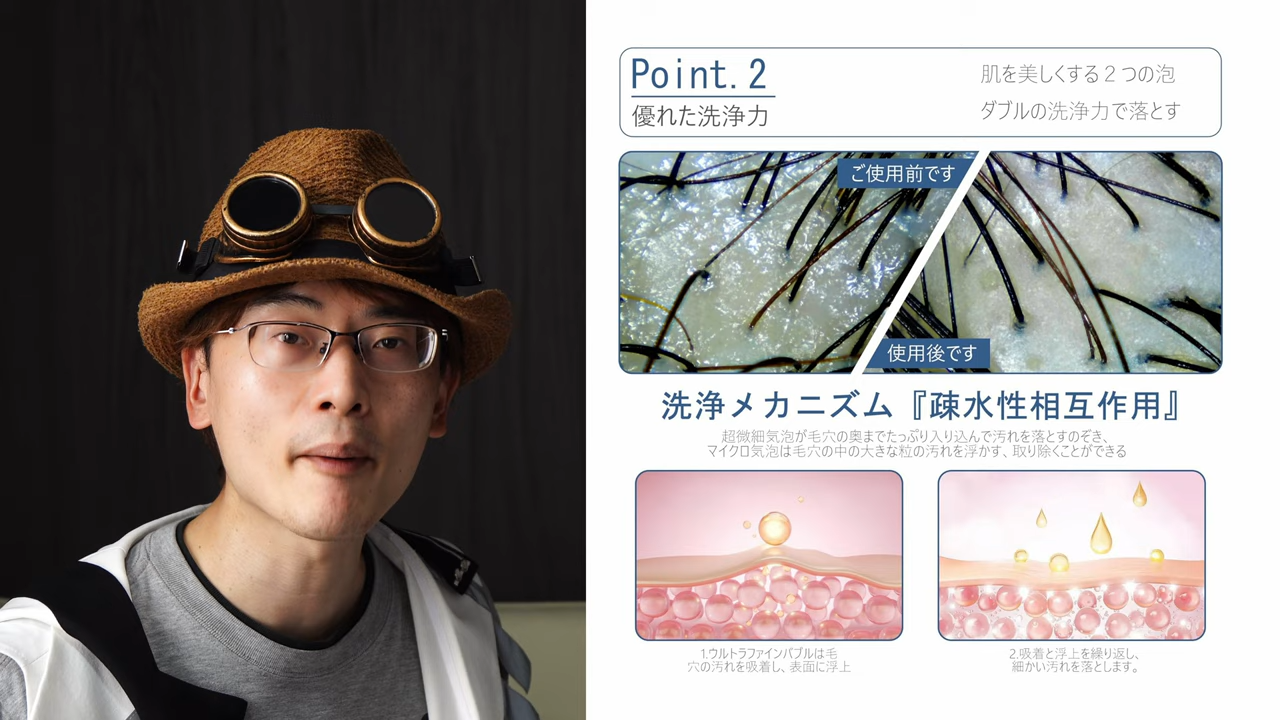 Point.2
優れた洗浄力
肌を美しくする2つの泡
ダブルの洗浄力で落とす
ご使用前です
使用後です
洗浄メカニズム『疎水性相互作用』
超微細気泡が毛穴の奥までたっぷり入り込んで汚れを落とすのぞき、
マイクロ気泡は毛穴の中の大きな粒の汚れを浮かす、取り除くことができる
1.ウルトラファインバブルは毛
穴の汚れを吸着し、表面に浮上
2.吸着と浮上を繰り返し、
細かい汚れを落とします。